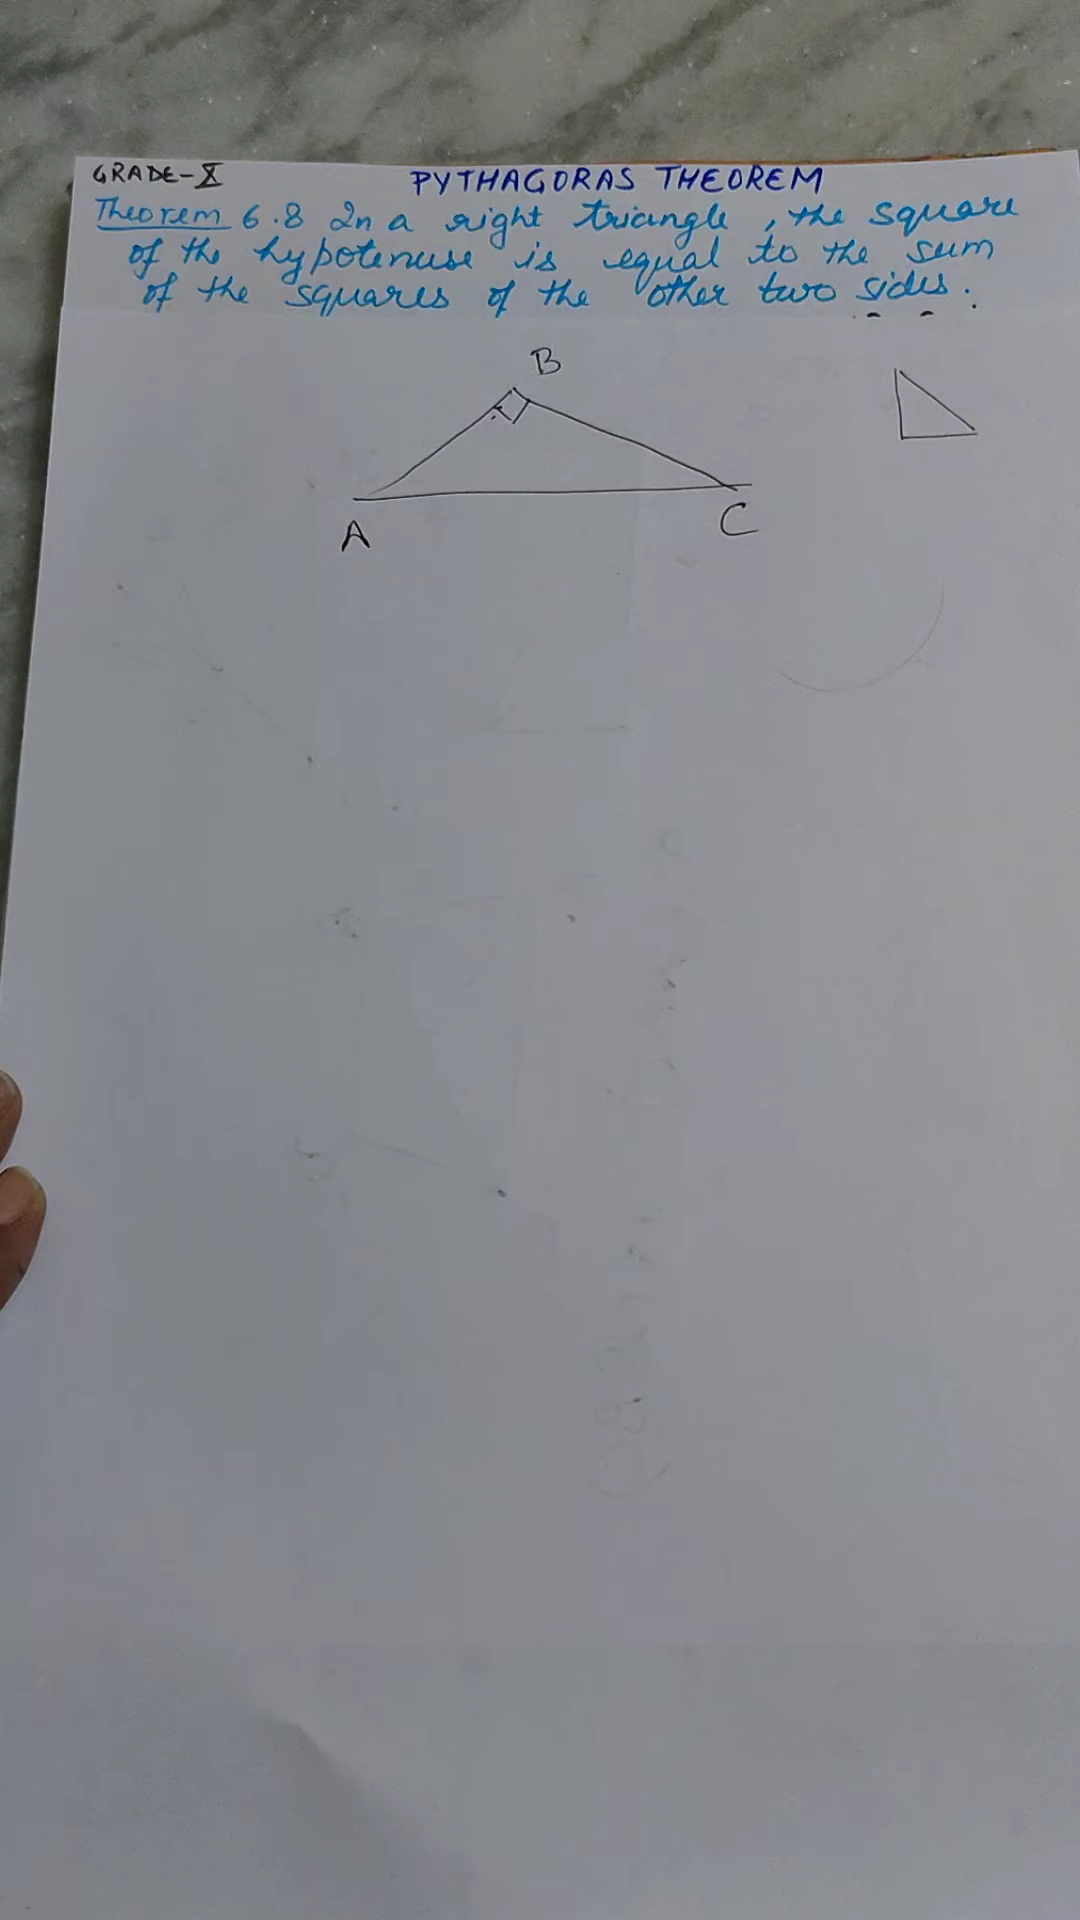 GRADE-X
PYTHAGORAS THEOREM
Theorem 6.8 In a right triangle, the square
of the hypotenuse is equal to the sum
of the squares of the other two sides.
B
A
C